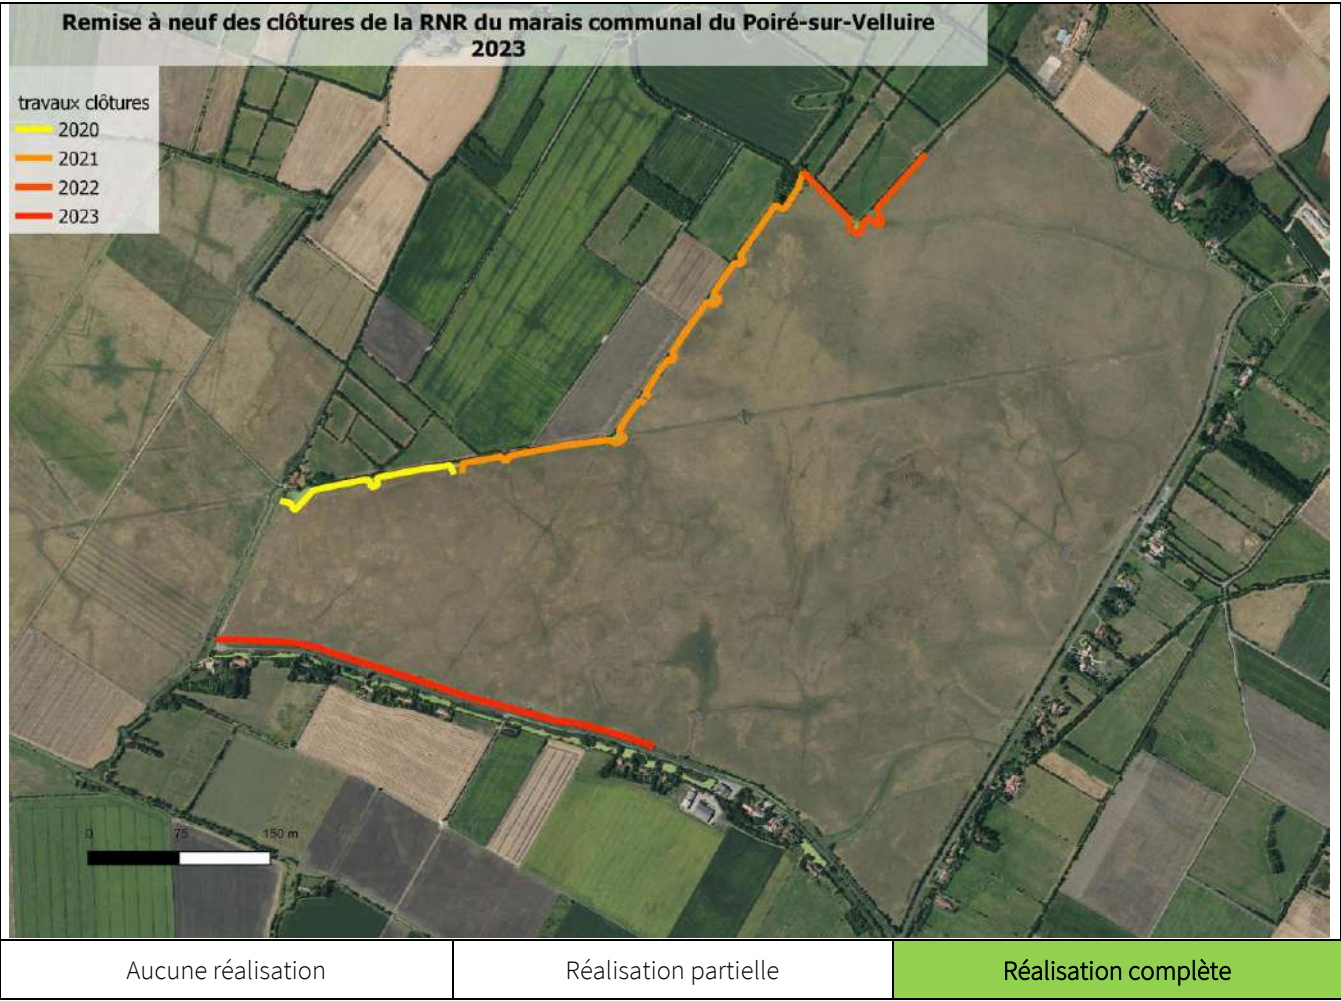 Remise à neuf des clôtures de la RNR du marais communal du Poiré-sur-Velluire
2023
travaux clôtures
2020
2021
2022
2023
0 75 150 m
Aucune réalisation
Réalisation partielle
Réalisation complète